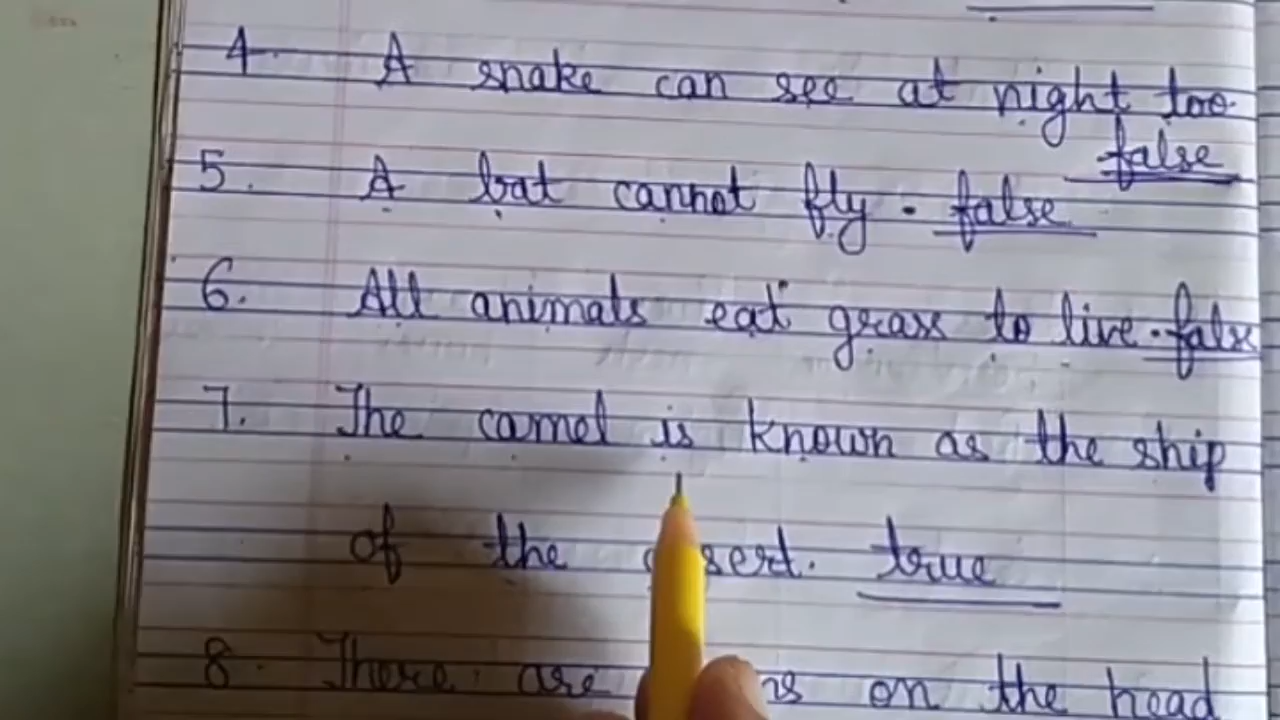 4. A snake can see at night too.
false
5. A bat cannot fly. false
6. All animals eat grass to live. false
7. The camel is known as the ship
of the desert. true
8. There are on the head